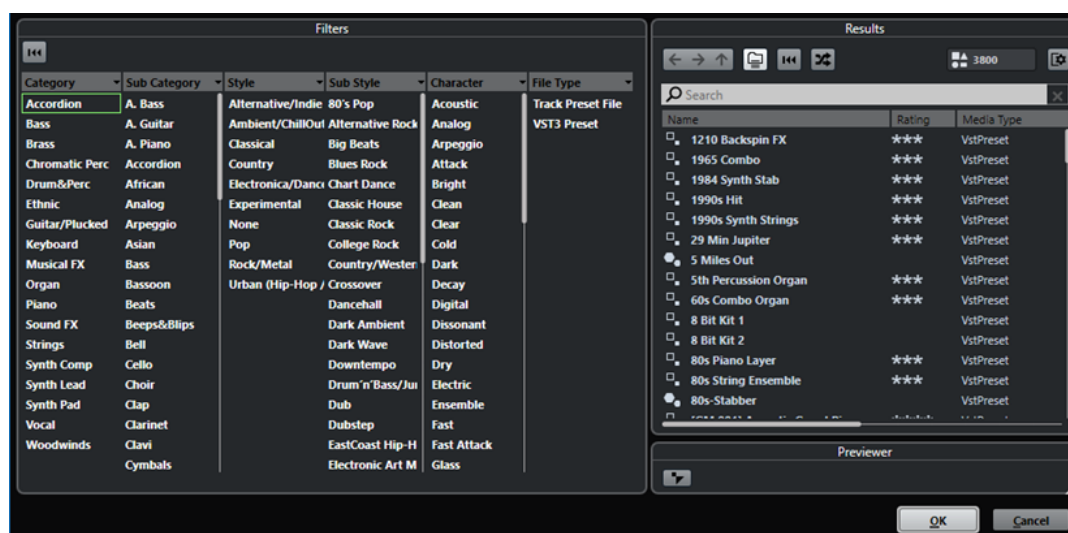 Filters
Category Sub Category Style Sub Style Character File Type
Accordion A. Bass Alternative/Indie 80's Pop Acoustic Track Preset File
Bass A. Guitar Ambient/ChillOut Alternative Rock Analog VST3 Preset
Brass A. Piano Classical Big Beats Arpeggio
Chromatic Perc Accordion Country Blues Rock Attack
Drum&Perc African Electronica/Danc Chart Dance Bright
Ethnic Analog Experimental Classic House Clean
Guitar/Plucked Arpeggio None Classic Rock Clear
Keyboard Asian Pop College Rock Cold
Musical FX Bass Rock/Metal Country/Wester Dark
Organ Bassoon Urban (Hip-Hop / Crossover Decay
Piano Beats Dancehall Digital
Sound FX Beeps&Blips Dark Ambient Dissonant
Strings Bell Dark Wave Distorted
Synth Comp Cello Downtempo Dry
Synth Lead Choir Drum´n´Bass/Jun Electric
Synth Pad Clap Dub Ensemble
Vocal Clarinet Dubstep Fast
Woodwinds Clavi EastCoast Hip-H Fast Attack
Cymbals Electronic Art M Glass
Results
3800
Search
Name Rating Media Type
1210 Backspin FX *** VstPreset
1965 Combo *** VstPreset
1984 Synth Stab *** VstPreset
1990s Hit *** VstPreset
1990s Synth Strings *** VstPreset
29 Min Jupiter *** VstPreset
5 Miles Out VstPreset
5th Percussion Organ *** VstPreset
60s Combo Organ *** VstPreset
8 Bit Kit 1 VstPreset
8 Bit Kit 2 VstPreset
80s Piano Layer *** VstPreset
80s String Ensemble *** VstPreset
80s-Stabber VstPreset
Previewer
OK Cancel